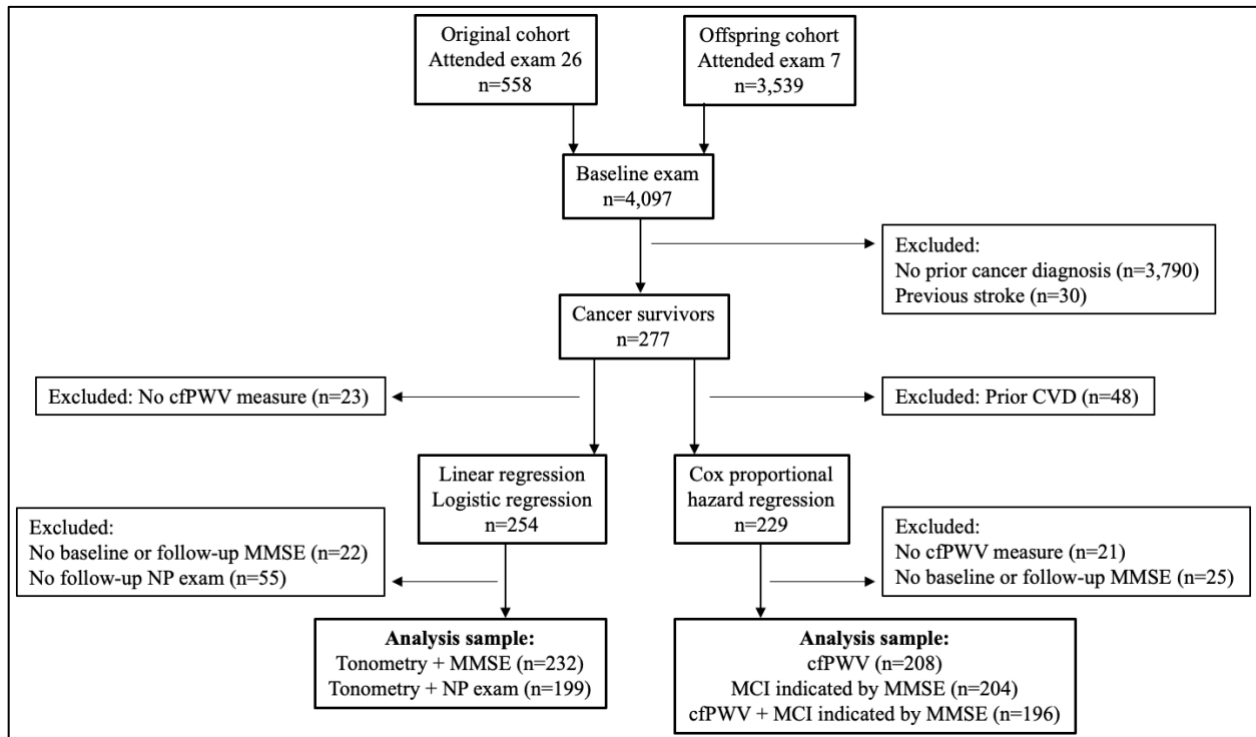 Original cohort
Attended exam 26
n=558
Offspring cohort
Attended exam 7
n=3,539
Baseline exam
n=4,097
Excluded:
No prior cancer diagnosis (n=3,790)
Previous stroke (n=30)
Cancer survivors
n=277
Excluded: No cfPWV measure (n=23)
Excluded: Prior CVD (n=48)
Linear regression
Logistic regression
n=254
Cox proportional
hazard regression
n=229
Excluded:
No baseline or follow-up MMSE (n=22)
No follow-up NP exam (n=55)
Excluded:
No cfPWV measure (n=21)
No baseline or follow-up MMSE (n=25)
Analysis sample:
Tonometry + MMSE (n=232)
Tonometry + NP exam (n=199)
Analysis sample:
cfPWV (n=208)
MCI indicated by MMSE (n=204)
cfPWV + MCI indicated by MMSE (n=196)